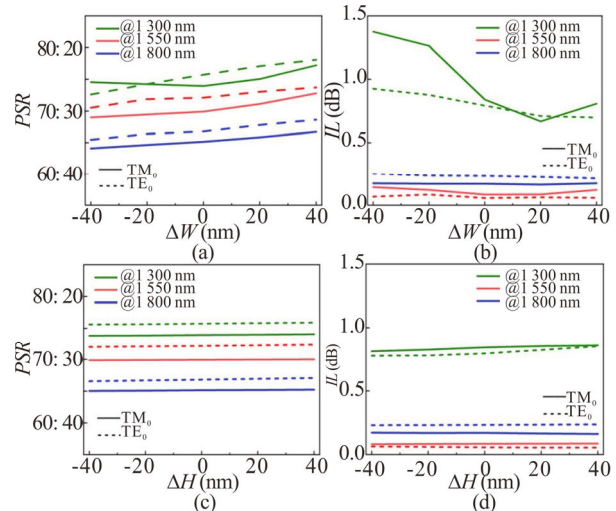 (a)
80: 20
70: 30
60: 40
PSR
@1 300 nm
@1 550 nm
@1 800 nm
TM₀
TE₀
-40 -20 0 20 40
ΔW(nm)
(a)
(b)
1.5
1.0
0.5
0.0
IL (dB)
@1 300 nm
@1 550 nm
@1 800 nm
TM₀
TE₀
-40 -20 0 20 40
ΔW(nm)
(b)
80: 20
70: 30
60: 40
PSR
@1 300 nm
@1 550 nm
@1 800 nm
TM₀
TE₀
-40 -20 0 20 40
ΔH(nm)
(c)
1.5
1.0
0.5
0.0
IL (dB)
@1 300 nm
@1 550 nm
@1 800 nm
TM₀
TE₀
-40 -20 0 20 40
ΔH(nm)
(d)